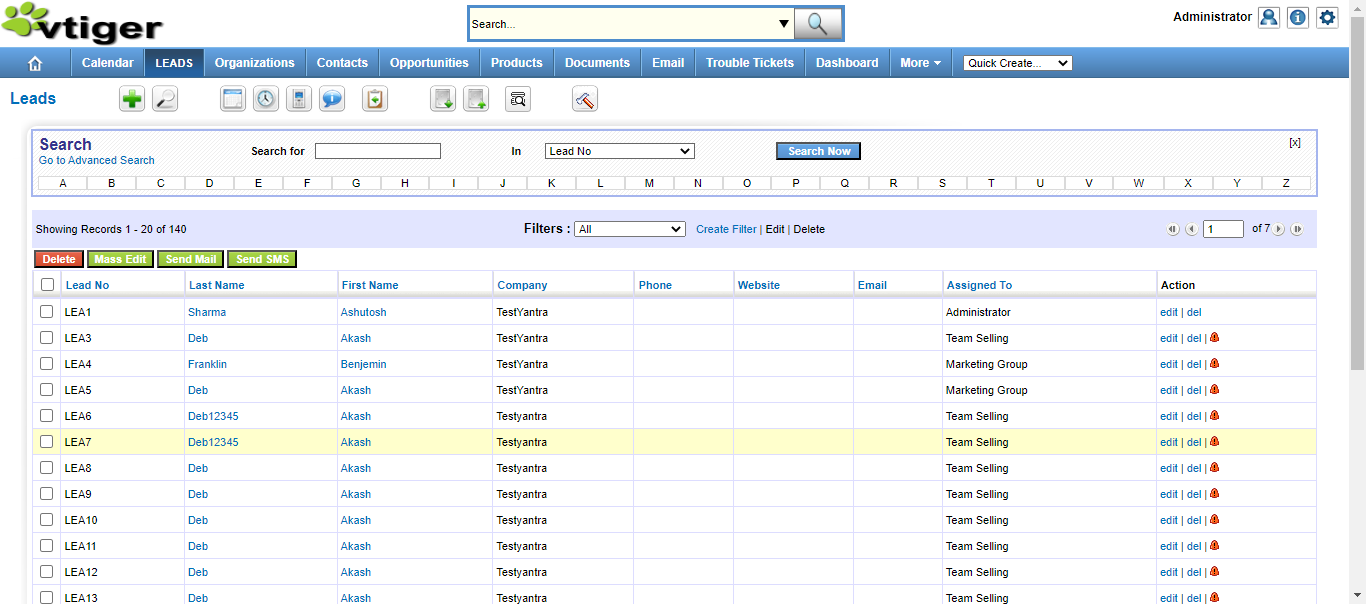 vtiger
Search...
Administrator
Calendar LEADS Organizations Contacts Opportunities Products Documents Email Trouble Tickets Dashboard More Quick Create...
Leads
Search
Go to Advanced Search
Search for In Lead No Search Now [x]
A B C D E F G H I J K L M N O P Q R S T U V W X Y Z
Showing Records 1 - 20 of 140 Filters : All Create Filter | Edit | Delete 1 of 7
Delete Mass Edit Send Mail Send SMS
Lead No Last Name First Name Company Phone Website Email Assigned To Action
LEA1 Sharma Ashutosh TestYantra Administrator edit | del
LEA3 Deb Akash TestYantra Team Selling edit | del |
LEA4 Franklin Benjemin TestYantra Marketing Group edit | del |
LEA5 Deb Akash TestYantra Marketing Group edit | del |
LEA6 Deb12345 Akash Testyantra Team Selling edit | del |
LEA7 Deb12345 Akash Testyantra Team Selling edit | del |
LEA8 Deb Akash Testyantra Team Selling edit | del |
LEA9 Deb Akash Testyantra Team Selling edit | del |
LEA10 Deb Akash Testyantra Team Selling edit | del |
LEA11 Deb Akash Testyantra Team Selling edit | del |
LEA12 Deb Akash Testyantra Team Selling edit | del |
LEA13 Deb Akash Testyantra Team Selling edit | del |